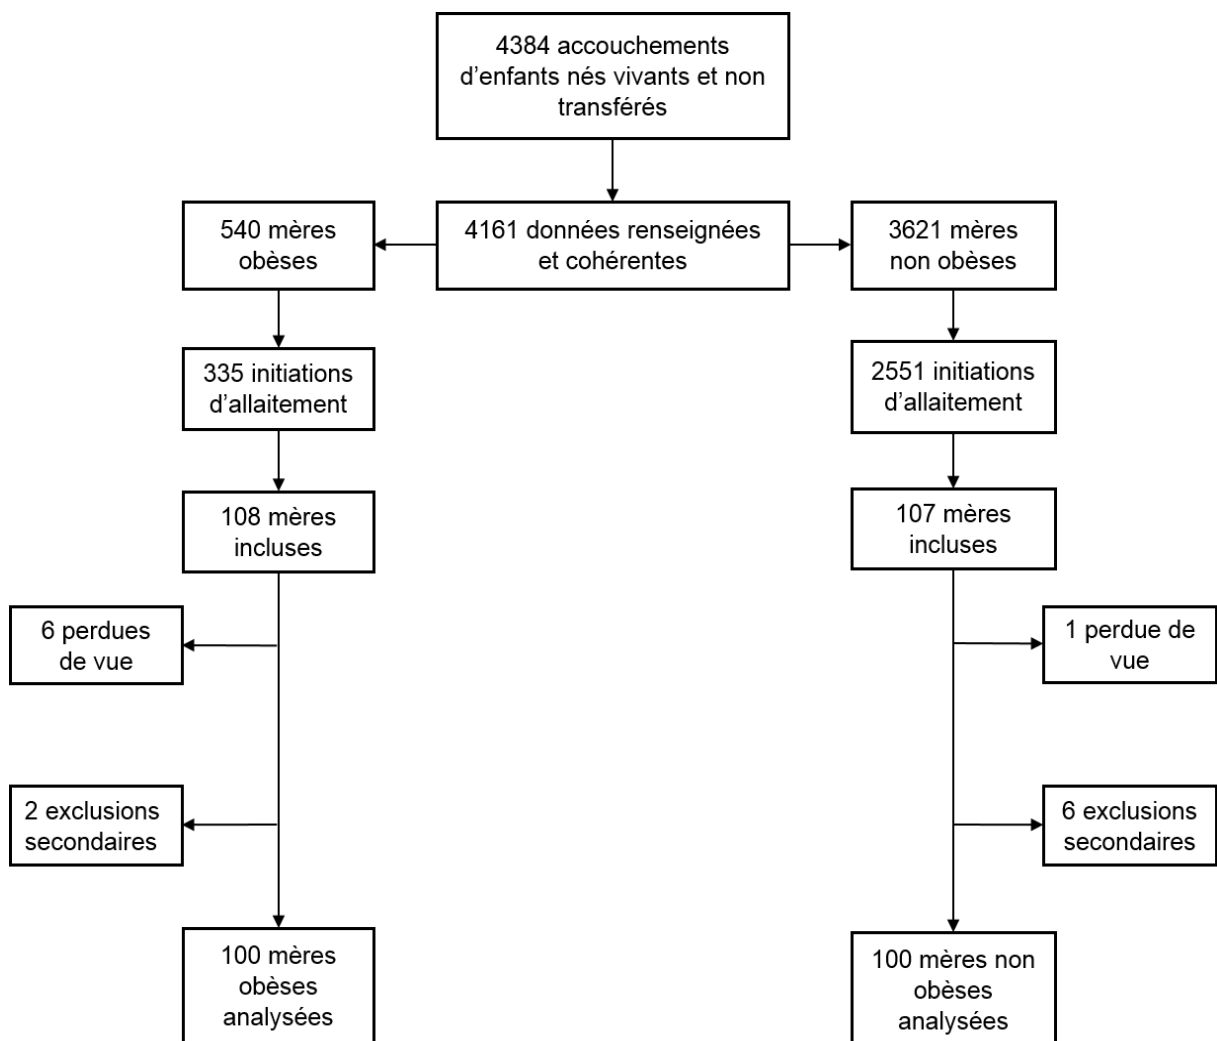 4384 accouchements
d’enfants nés vivants et non
transférés
540 mères
obèses
4161 données renseignées
et cohérentes
3621 mères
non obèses
335 initiations
d’allaitement
2551 initiations
d’allaitement
108 mères
incluses
107 mères
incluses
6 perdues
de vue
1 perdue de
vue
2 exclusions
secondaires
6 exclusions
secondaires
100 mères
obèses
analysées
100 mères non
obèses
analysées